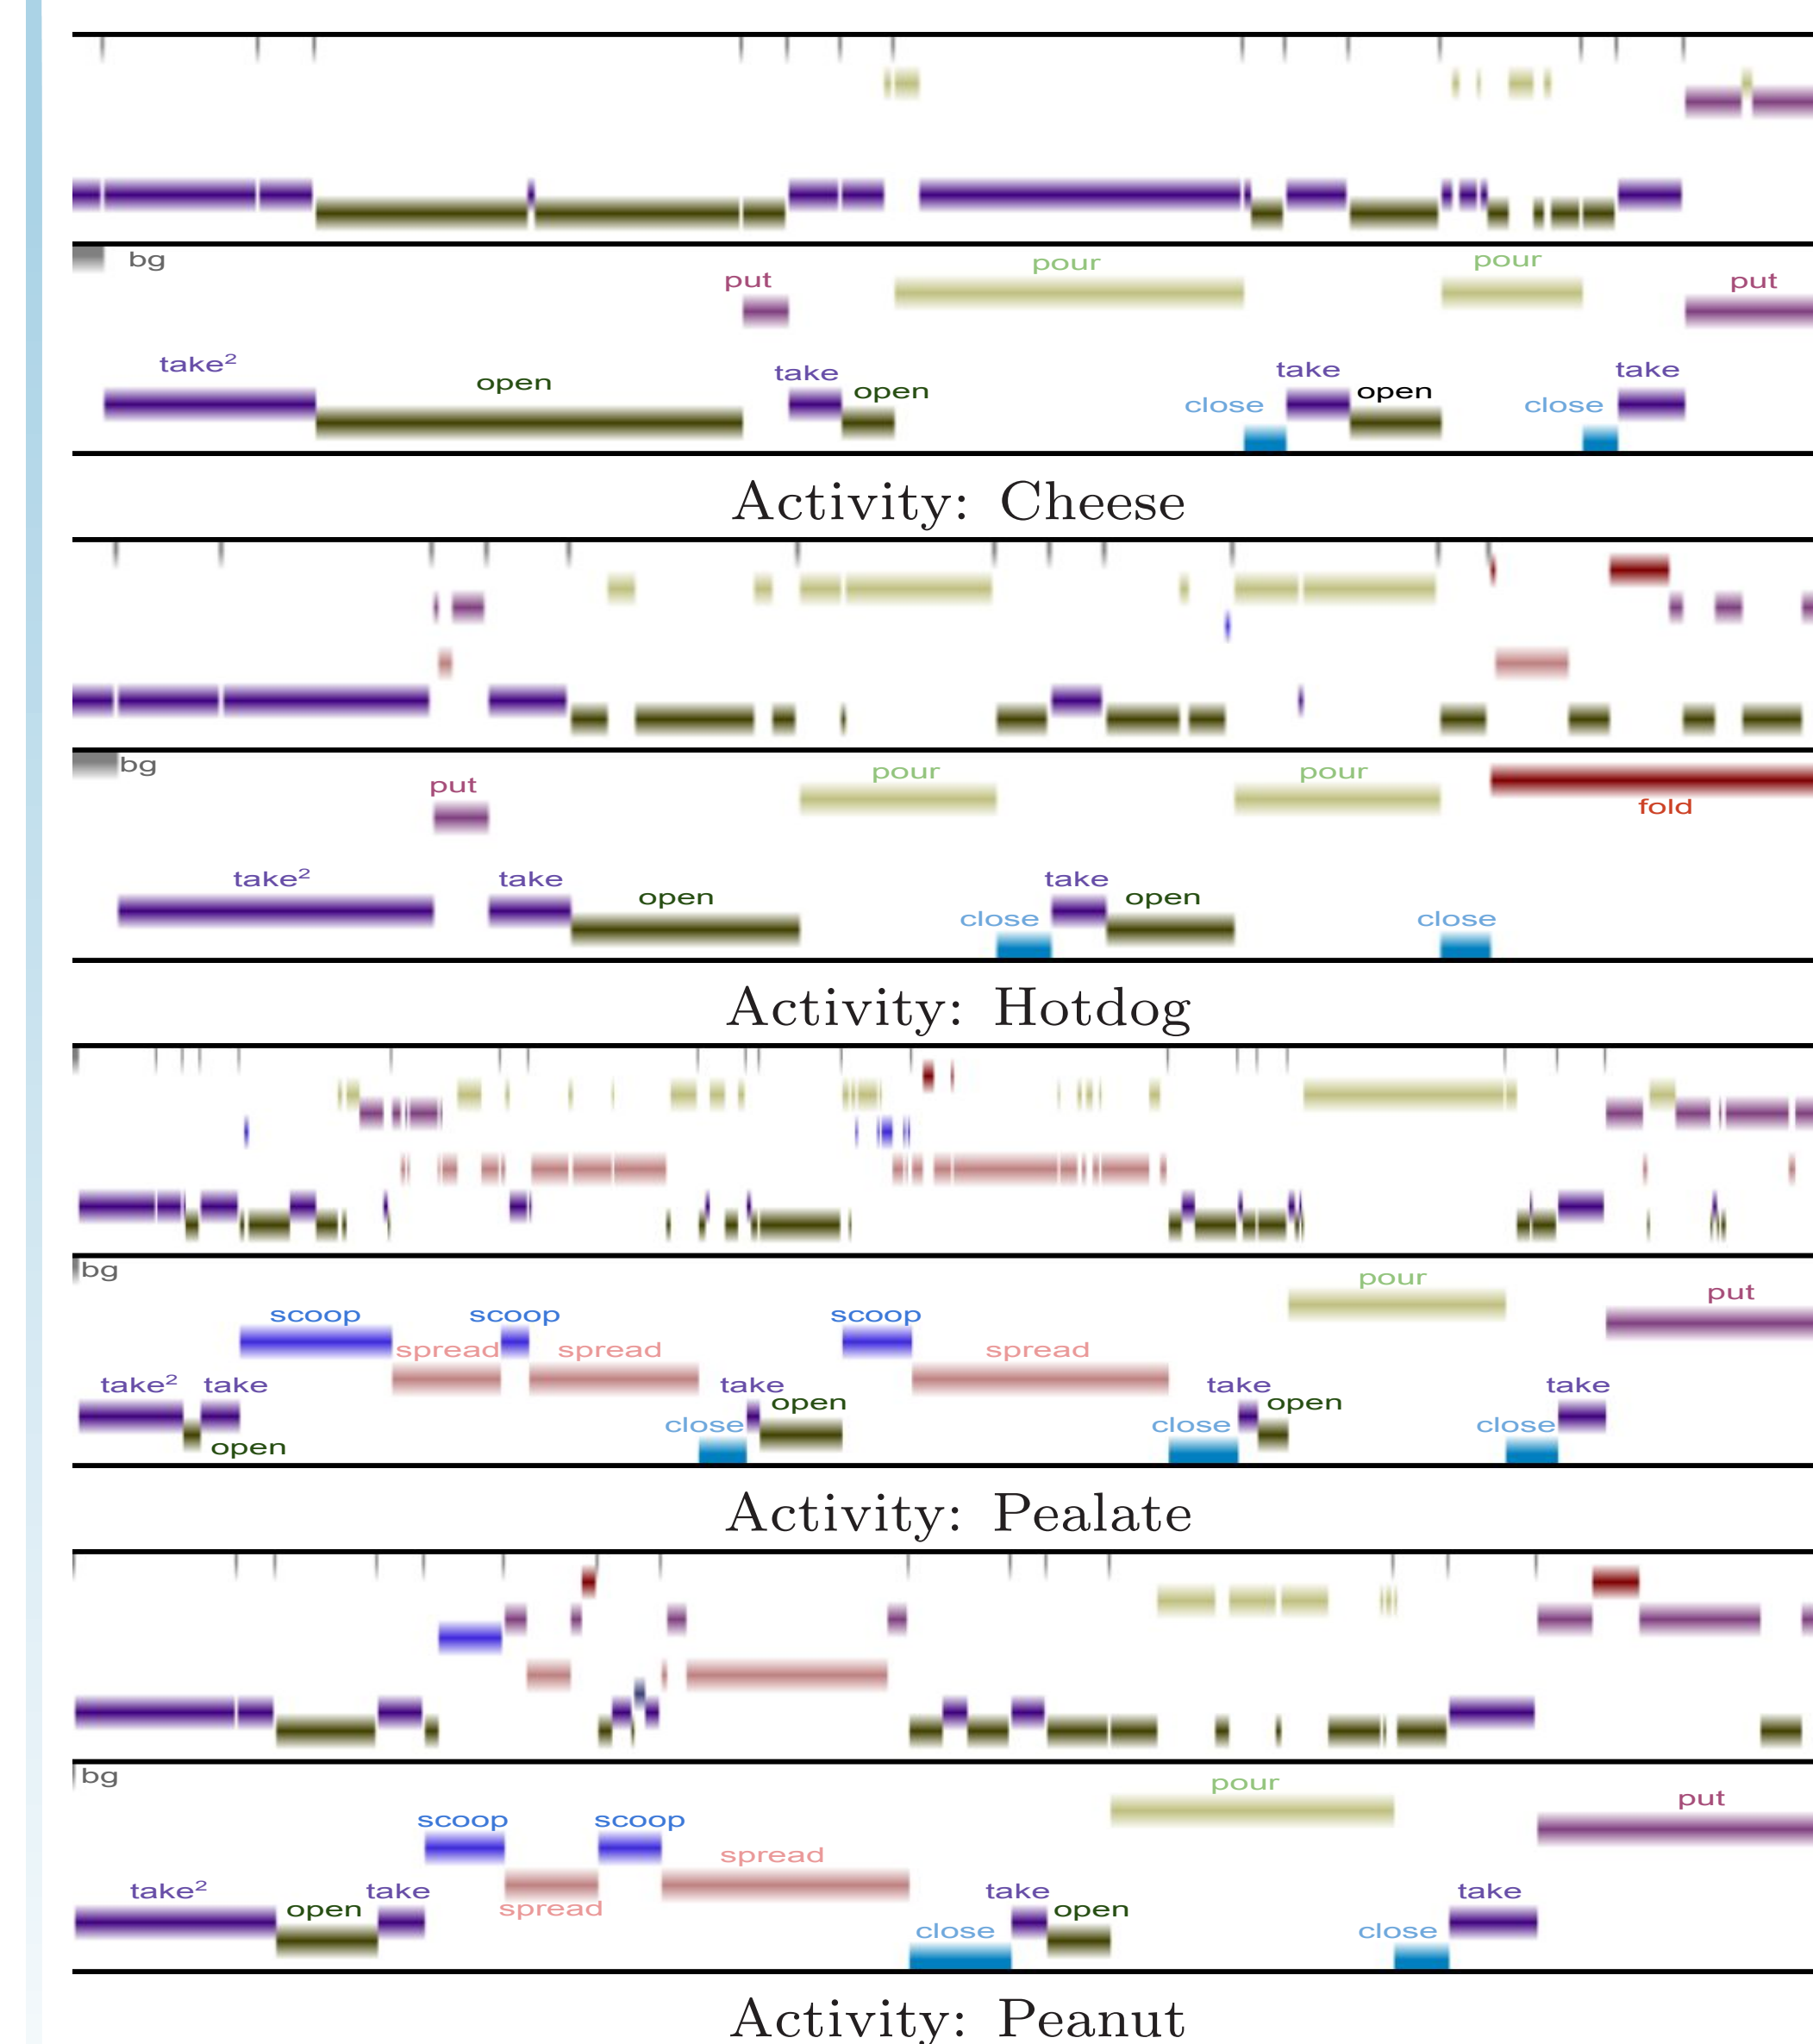 bg
pour
pour
put
put
take²
open
take
open
close
take
open
close
take
Activity: Cheese
bg
put
pour
pour
fold
take²
take
open
close
take
open
close
Activity: Hotdog
bg
pour
put
scoop
scoop
scoop
spread
spread
spread
take²
take
take
open
take
open
take
close
close
close
open
Activity: Pealate
bg
pour
put
scoop
scoop
spread
take²
take
take
take
open
spread
open
close
close
Activity: Peanut